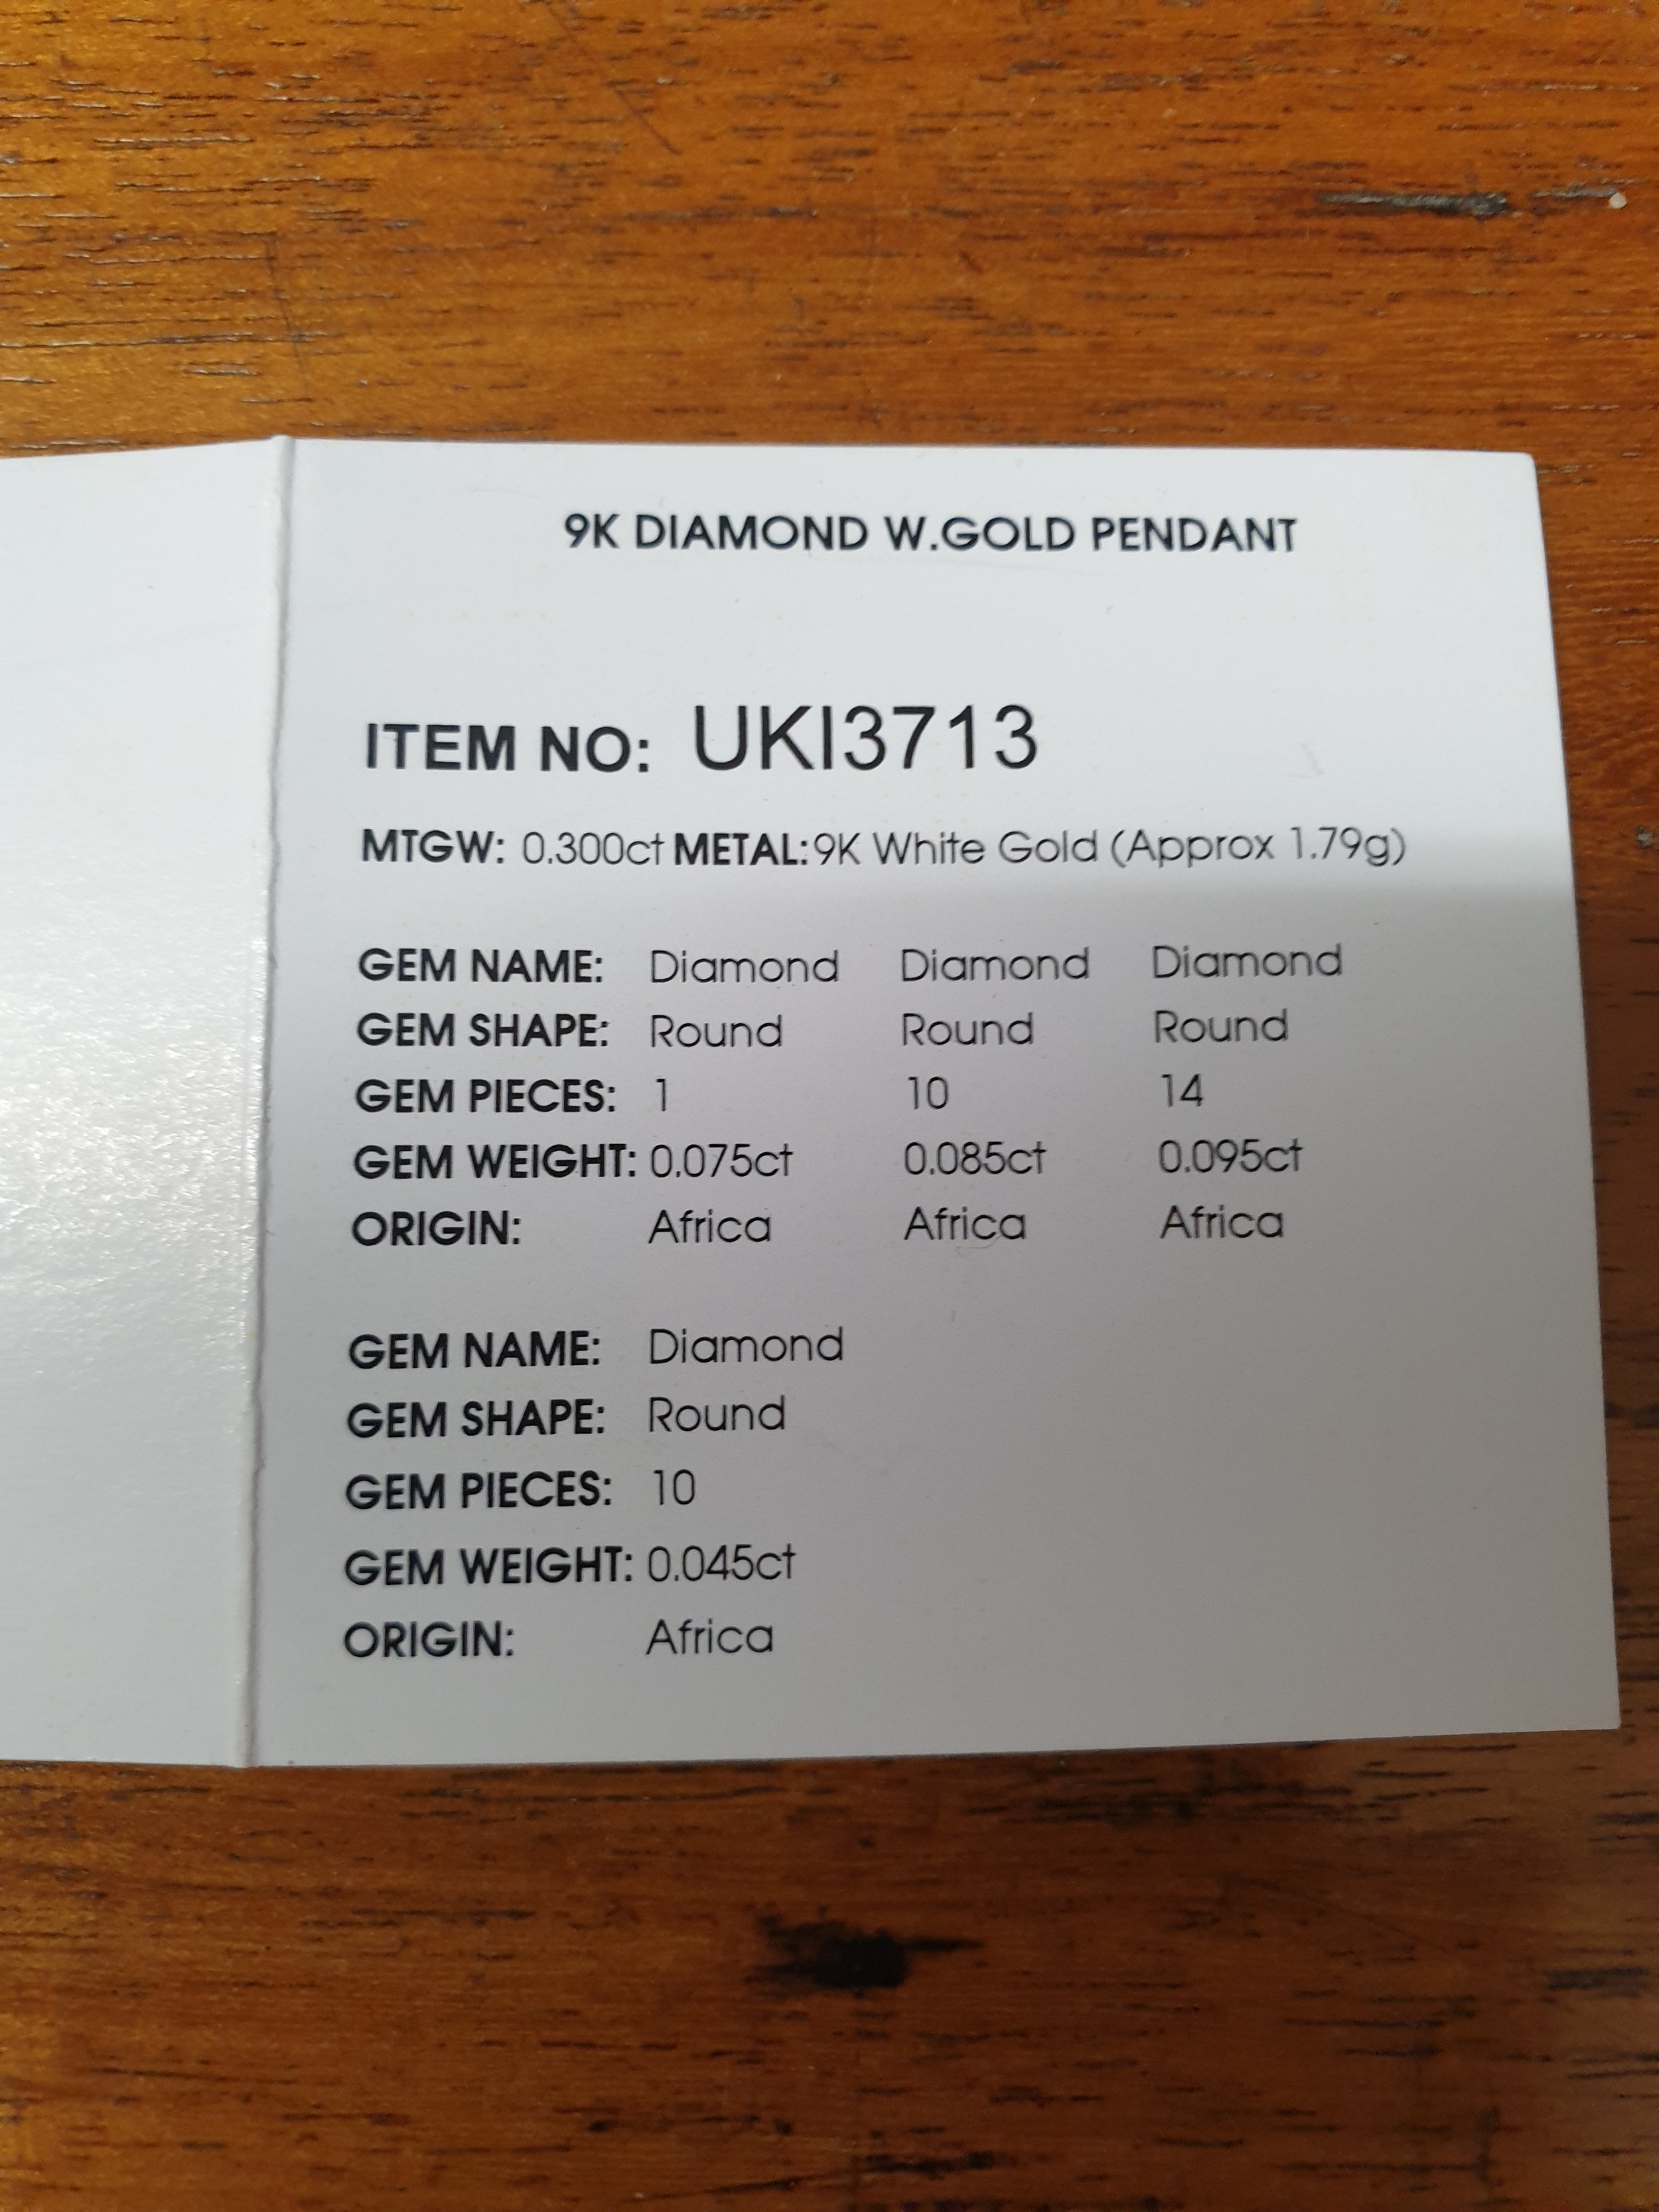 9K DIAMOND W.GOLD PENDANT
ITEM NO: UKI3713
MTGW: 0.300ct METAL:9K White Gold (Approx 1.79g)
GEM NAME: Diamond Diamond Diamond
GEM SHAPE: Round Round Round
GEM PIECES: 1 10 14
GEM WEIGHT: 0.075ct 0.085ct 0.095ct
ORIGIN: Africa Africa Africa
GEM NAME: Diamond
GEM SHAPE: Round
GEM PIECES: 10
GEM WEIGHT: 0.045ct
ORIGIN: Africa